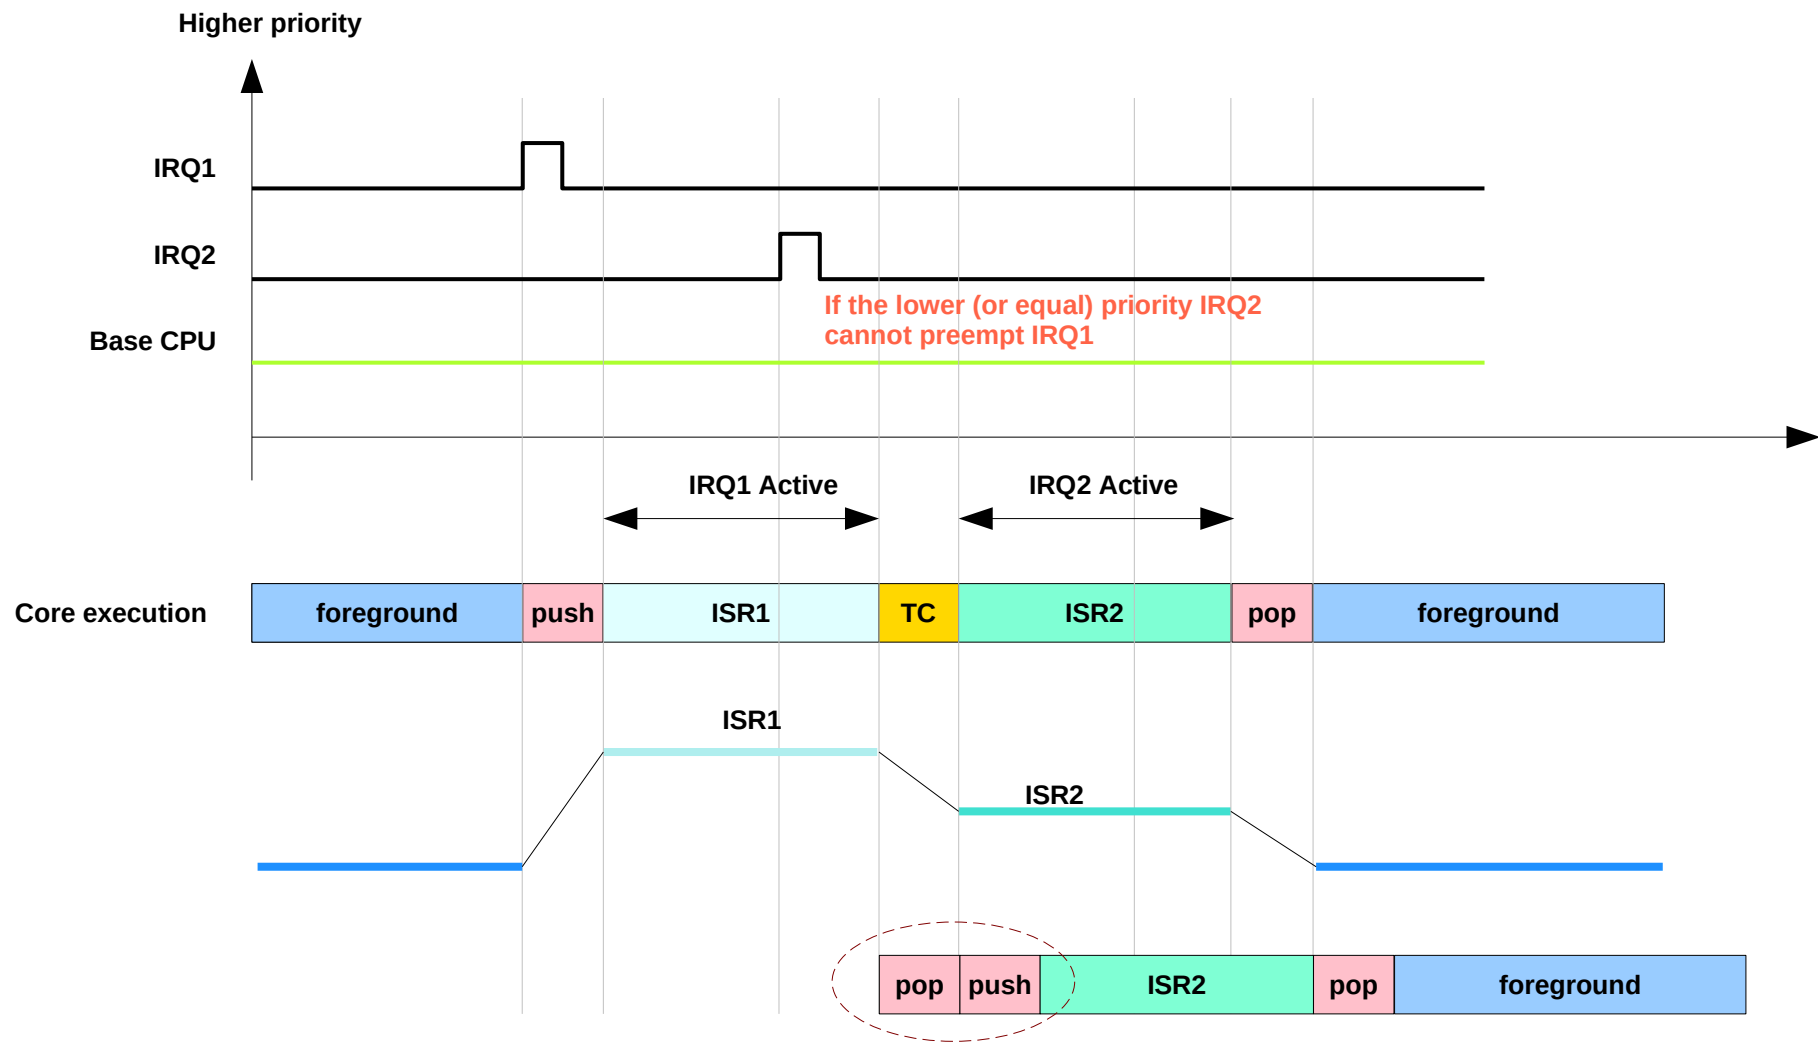 Higher priority
IRQ1
IRQ2
If the lower (or equal) priority IRQ2
cannot preempt IRQ1
Base CPU
IRQ1 Active
IRQ2 Active
Core execution
foreground
push
ISR1
TC
ISR2
pop
foreground
ISR1
ISR2
pop
push
ISR2
pop
foreground